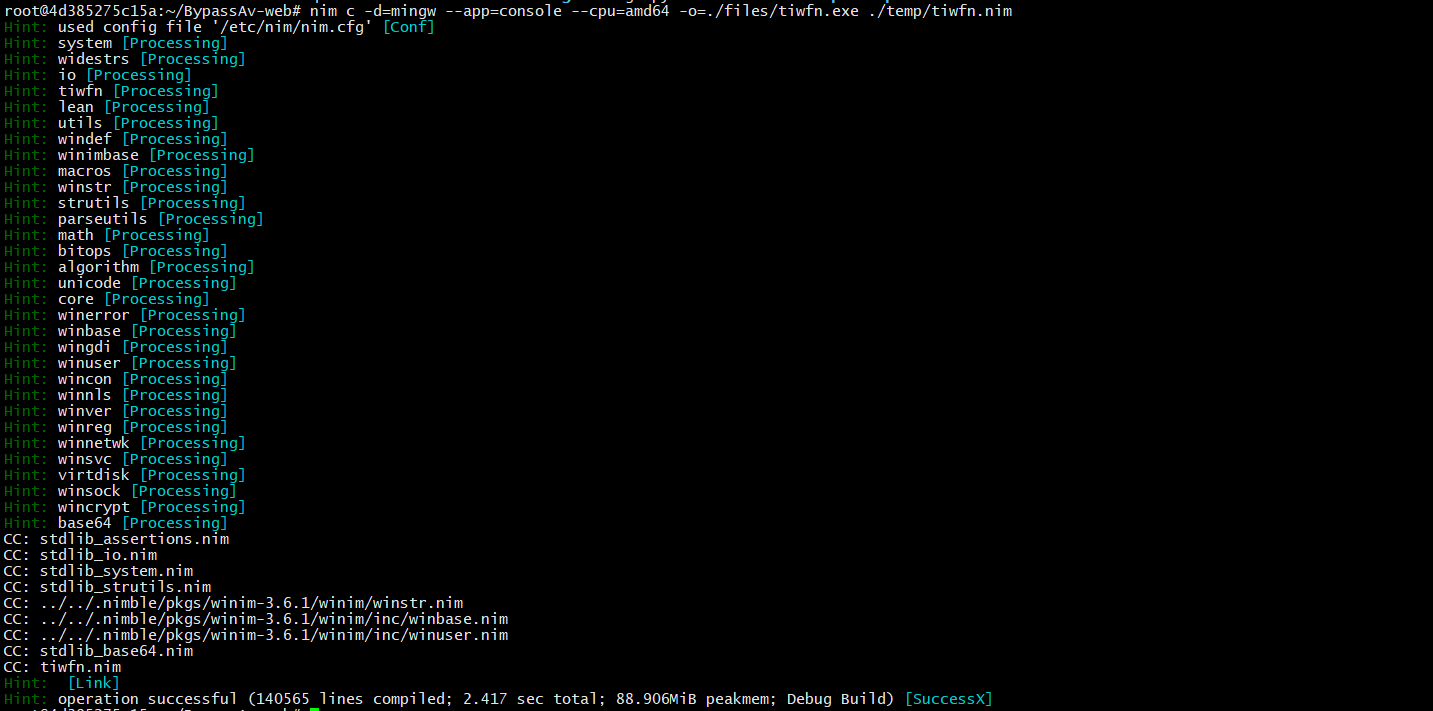 root@4d385275c15a:~/BypassAv-web# nim c -d=mingw --app=console --cpu=amd64 -o=./files/tiwfn.exe ./temp/tiwfn.nim
Hint: used config file '/etc/nim/nim.cfg' [Conf]
Hint: system [Processing]
Hint: widestrs [Processing]
Hint: io [Processing]
Hint: tiwfn [Processing]
Hint: lean [Processing]
Hint: utils [Processing]
Hint: windef [Processing]
Hint: winimbase [Processing]
Hint: macros [Processing]
Hint: winstr [Processing]
Hint: strutils [Processing]
Hint: parseutils [Processing]
Hint: math [Processing]
Hint: bitops [Processing]
Hint: algorithm [Processing]
Hint: unicode [Processing]
Hint: core [Processing]
Hint: winerror [Processing]
Hint: winbase [Processing]
Hint: wingdi [Processing]
Hint: winuser [Processing]
Hint: wincon [Processing]
Hint: winnls [Processing]
Hint: winver [Processing]
Hint: winreg [Processing]
Hint: winnetwk [Processing]
Hint: winsvc [Processing]
Hint: virtdisk [Processing]
Hint: winsock [Processing]
Hint: wincrypt [Processing]
Hint: base64 [Processing]
CC: stdlib_assertions.nim
CC: stdlib_io.nim
CC: stdlib_system.nim
CC: stdlib_strutils.nim
CC: ../../.nimble/pkgs/winim-3.6.1/winim/winstr.nim
CC: ../../.nimble/pkgs/winim-3.6.1/winim/inc/winbase.nim
CC: ../../.nimble/pkgs/winim-3.6.1/winim/inc/winuser.nim
CC: stdlib_base64.nim
CC: tiwfn.nim
Hint:  [Link]
Hint: operation successful (140565 lines compiled; 2.417 sec total; 88.906MiB peakmem; Debug Build) [SuccessX]